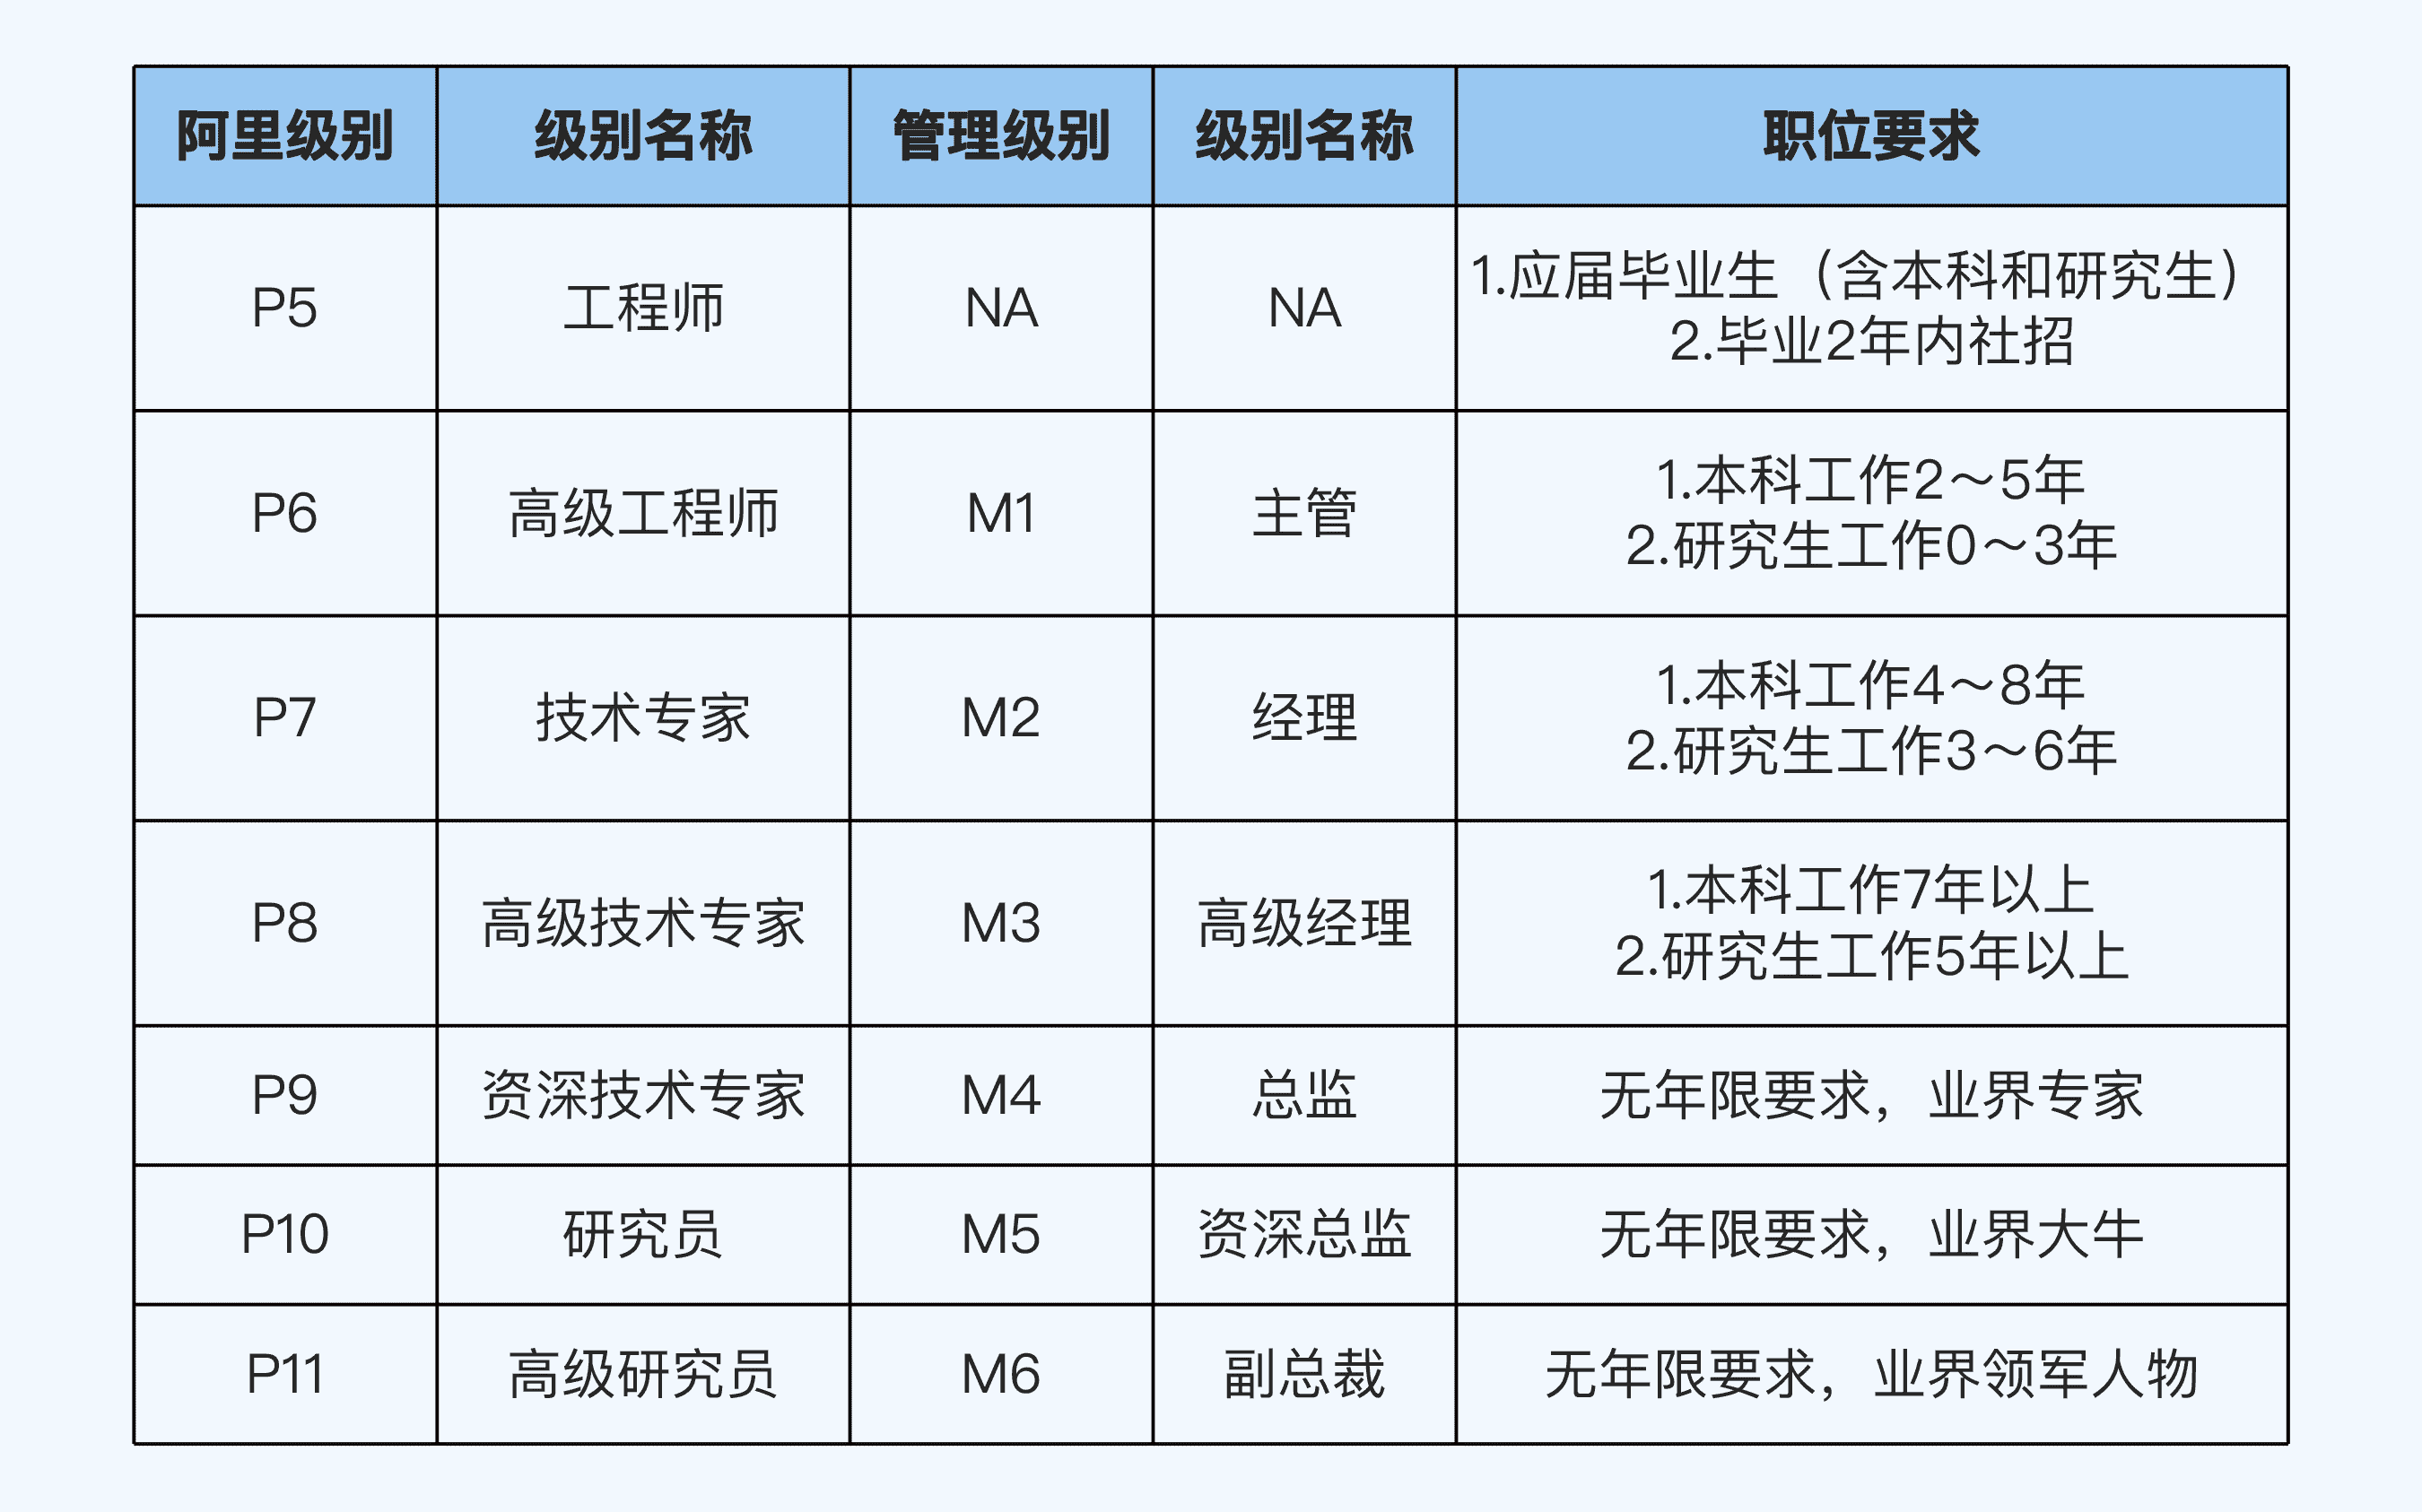 阿里级别 级别名称 管理级别 级别名称 职位要求
P5 工程师 NA NA 1.应届毕业生（含本科和研究生）
2.毕业2年内社招
P6 高级工程师 M1 主管 1.本科工作2～5年
2.研究生工作0～3年
P7 技术专家 M2 经理 1.本科工作4～8年
2.研究生工作3～6年
P8 高级技术专家 M3 高级经理 1.本科工作7年以上
2.研究生工作5年以上
P9 资深技术专家 M4 总监 无年限要求，业界专家
P10 研究员 M5 资深总监 无年限要求，业界大牛
P11 高级研究员 M6 副总裁 无年限要求，业界领军人物